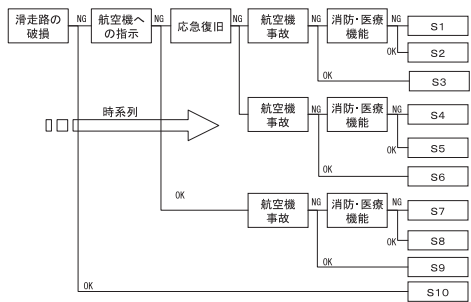 滑走路の
破損
NG
航空機へ
の指示
NG
応急復旧
NG
航空機
事故
NG
消防・医療
機能
NG
S1
OK
S2
OK
S3
時系列
航空機
事故
NG
消防・医療
機能
NG
S4
OK
S5
OK
S6
OK
航空機
事故
NG
消防・医療
機能
NG
S7
OK
S8
OK
S9
OK
S10